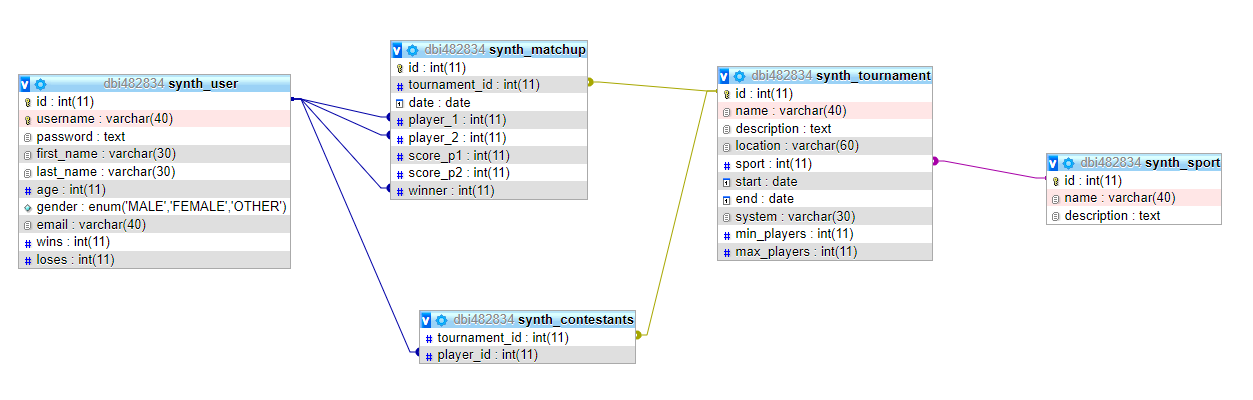 dbi482834 synth_user
id : int(11)
username : varchar(40)
password : text
first_name : varchar(30)
last_name : varchar(30)
age : int(11)
gender : enum('MALE','FEMALE','OTHER')
email : varchar(40)
wins : int(11)
loses : int(11)
dbi482834 synth_matchup
id : int(11)
tournament_id : int(11)
date : date
player_1 : int(11)
player_2 : int(11)
score_p1 : int(11)
score_p2 : int(11)
winner : int(11)
dbi482834 synth_contestants
tournament_id : int(11)
player_id : int(11)
dbi482834 synth_tournament
id : int(11)
name : varchar(40)
description : text
location : varchar(60)
sport : int(11)
start : date
end : date
system : varchar(30)
min_players : int(11)
max_players : int(11)
dbi482834 synth_sport
id : int(11)
name : varchar(40)
description : text